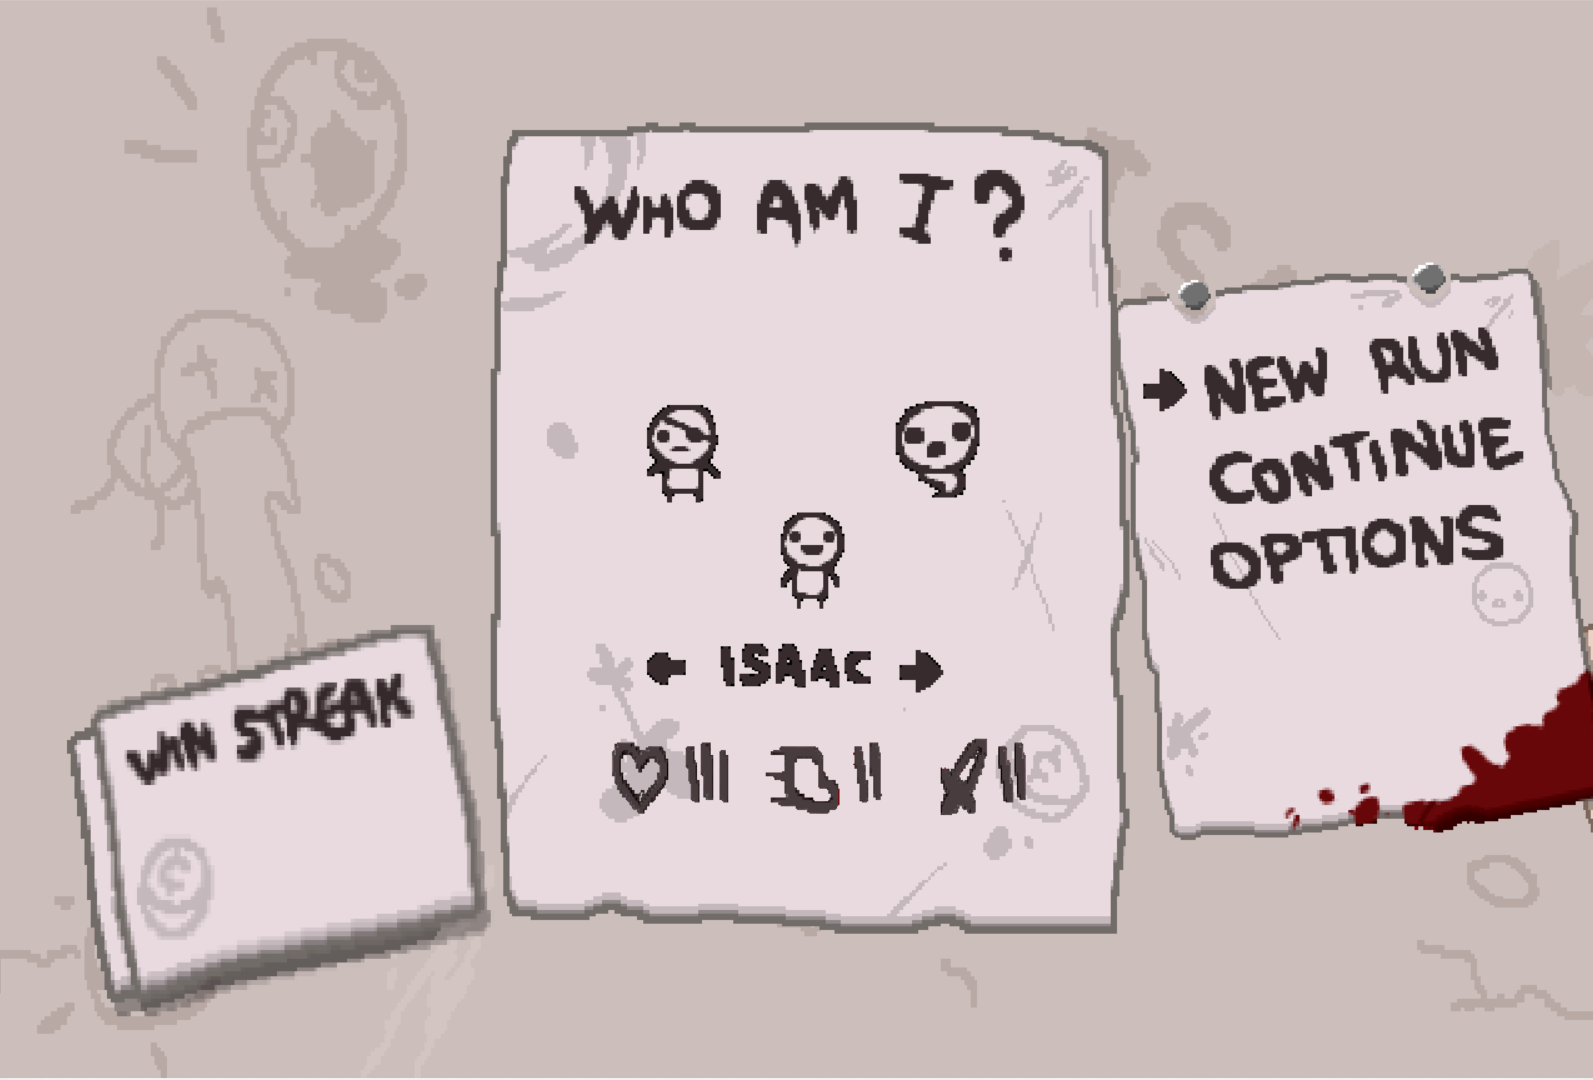 WHO AM I?
ISAAC
NEW RUN
CONTINUE
OPTIONS
WIN STREAK